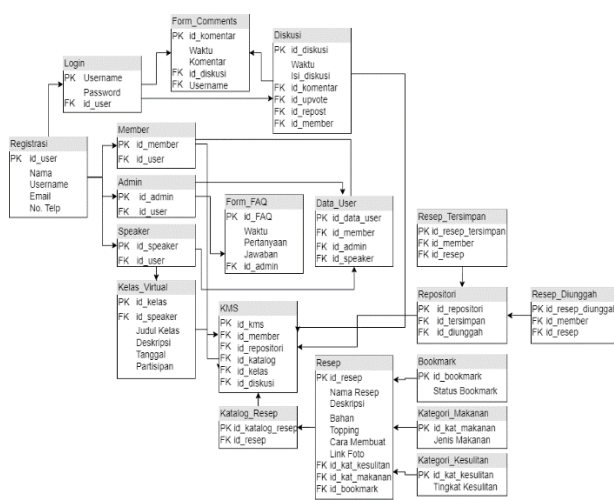 Form_Comments
PK id_komentar
Waktu
Komentar
FK id_diskusi
FK Username
Diskusi
PK id_diskusi
Waktu
Isi_diskusi
FK id_komentar
FK id_upvote
FK id_repost
FK id_member
Login
PK Username
Password
FK id_user
Registrasi
PK id_user
Nama
Username
Email
No. Telp
Member
PK id_member
FK id_user
Admin
PK id_admin
FK id_user
Speaker
PK id_speaker
FK id_user
Form_FAQ
PK id_FAQ
Waktu
Pertanyaan
Jawaban
FK id_admin
Data_User
PK id_data_user
FK id_member
FK id_admin
FK id_speaker
Resep_Tersimpan
PK id_resep_tersimpan
FK id_member
FK id_resep
Kelas_Virtual
PK id_kelas
FK id_speaker
Judul Kelas
Deskripsi
Tanggal
Partisipan
KMS
PK id_kms
FK id_member
FK id_repositori
FK id_katalog
FK id_kelas
FK id_diskusi
Repositori
PK id_repositori
FK id_tersimpan
FK id_diunggah
Resep_Diunggah
PK id_resep_diunggah
FK id_member
FK id_resep
Katalog_Resep
PK id_katalog_resep
FK id_resep
Resep
PK id_resep
Nama Resep
Deskripsi
Bahan
Topping
Cara Membuat
Link Foto
FK id_kat_kesulitan
FK id_kat_makanan
FK id_bookmark
Bookmark
PK id_bookmark
Status Bookmark
Kategori_Makanan
PK id_kat_makanan
Jenis Makanan
Kategori_Kesulitan
PK id_kat_kesulitan
Tingkat Kesulitan